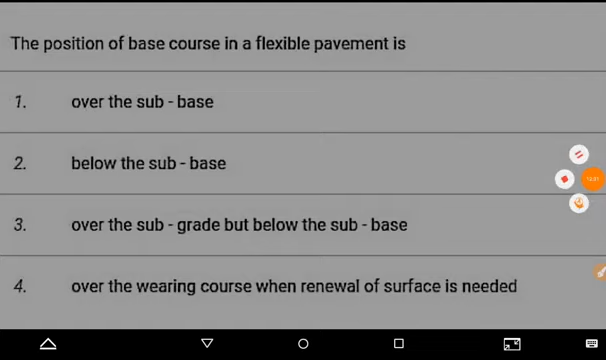 The position of base course in a flexible pavement is
1. over the sub - base
2. below the sub - base
3. over the sub - grade but below the sub - base
4. over the wearing course when renewal of surface is needed